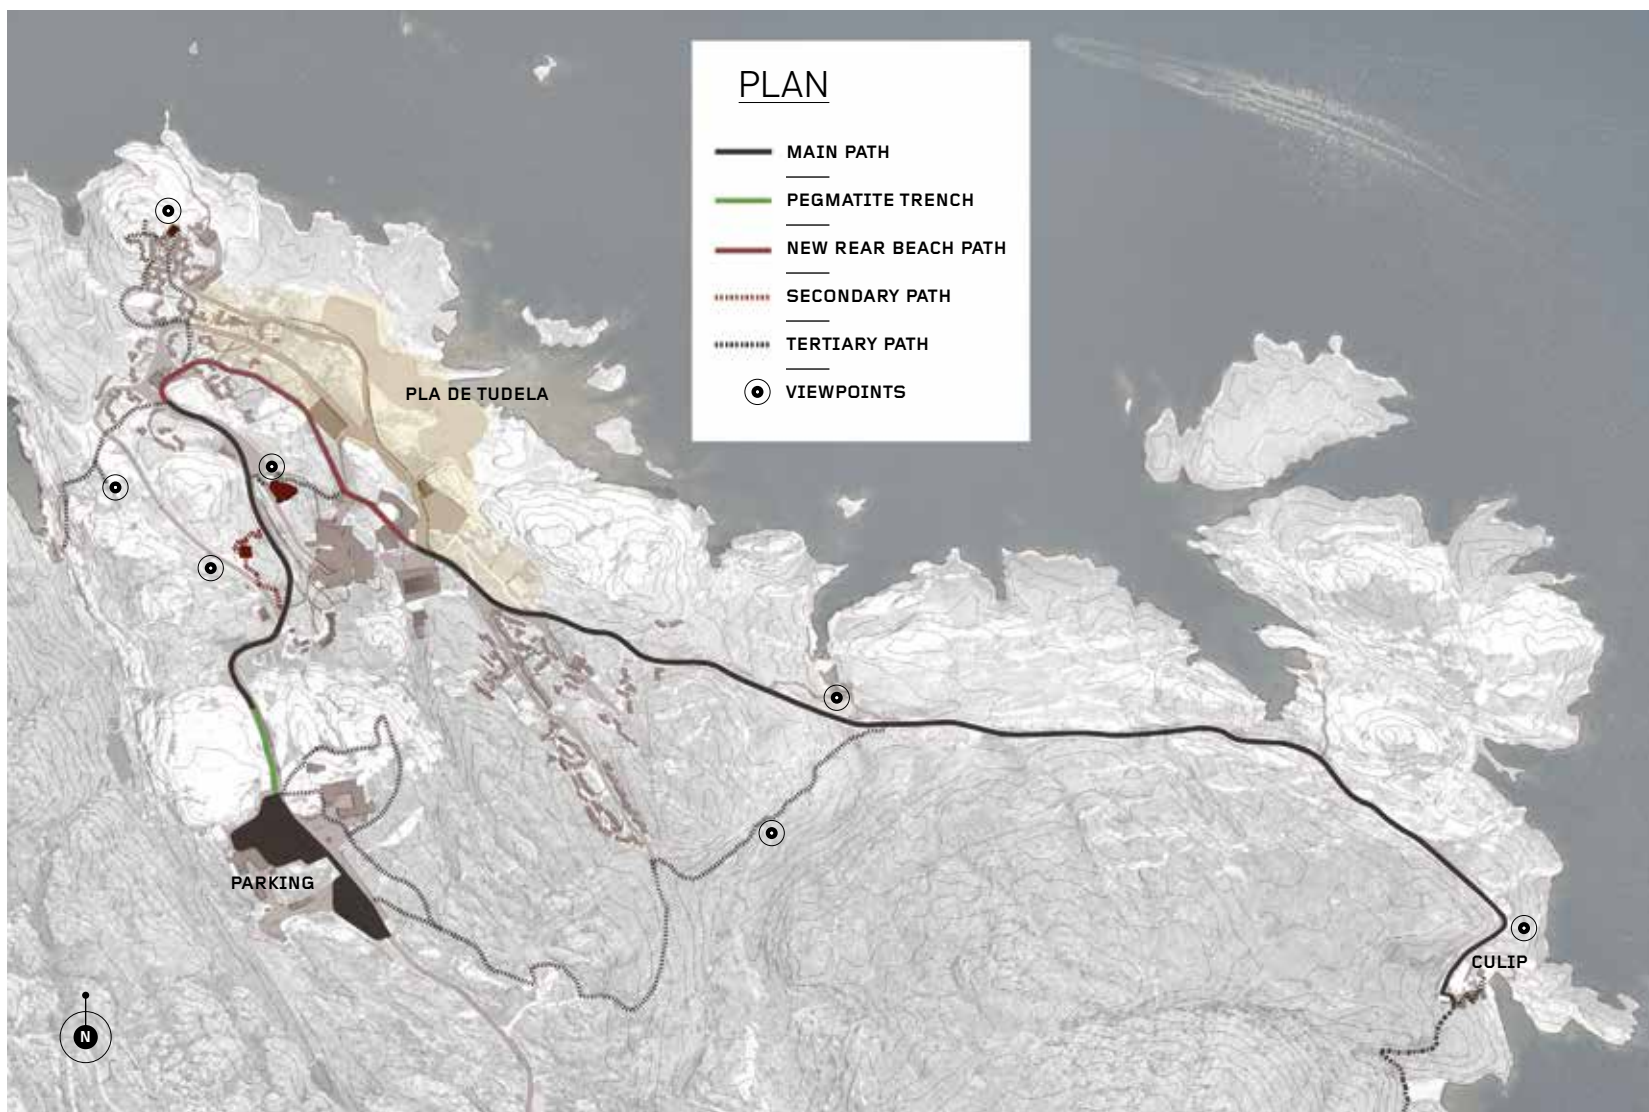 PLAN
MAIN PATH
PEGMATITE TRENCH
NEW REAR BEACH PATH
SECONDARY PATH
TERTIARY PATH
VIEWPOINTS
PLA DE TUDELA
PARKING
CULIP
N